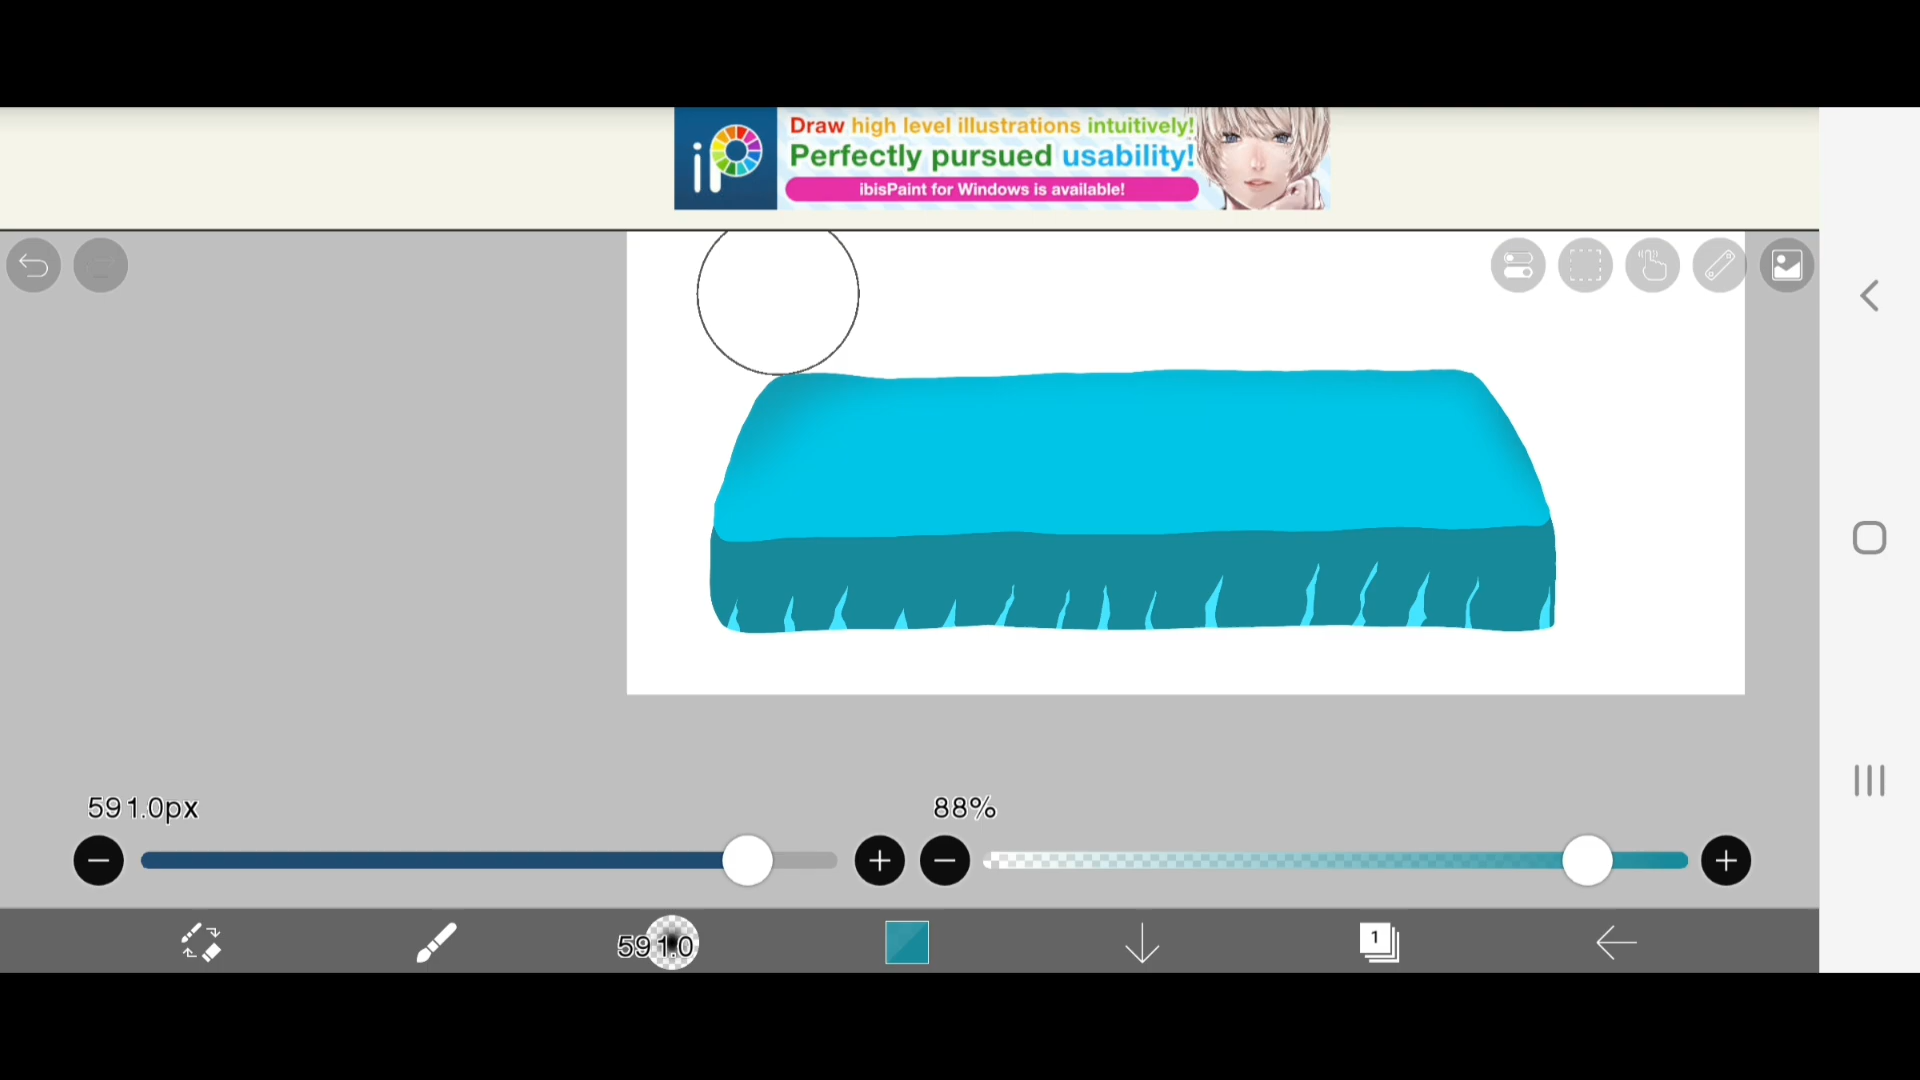 iP
Draw high level illustrations intuitively!
Perfectly pursued usability!
ibisPaint for Windows is available!
591.0px
88%
591.0
1